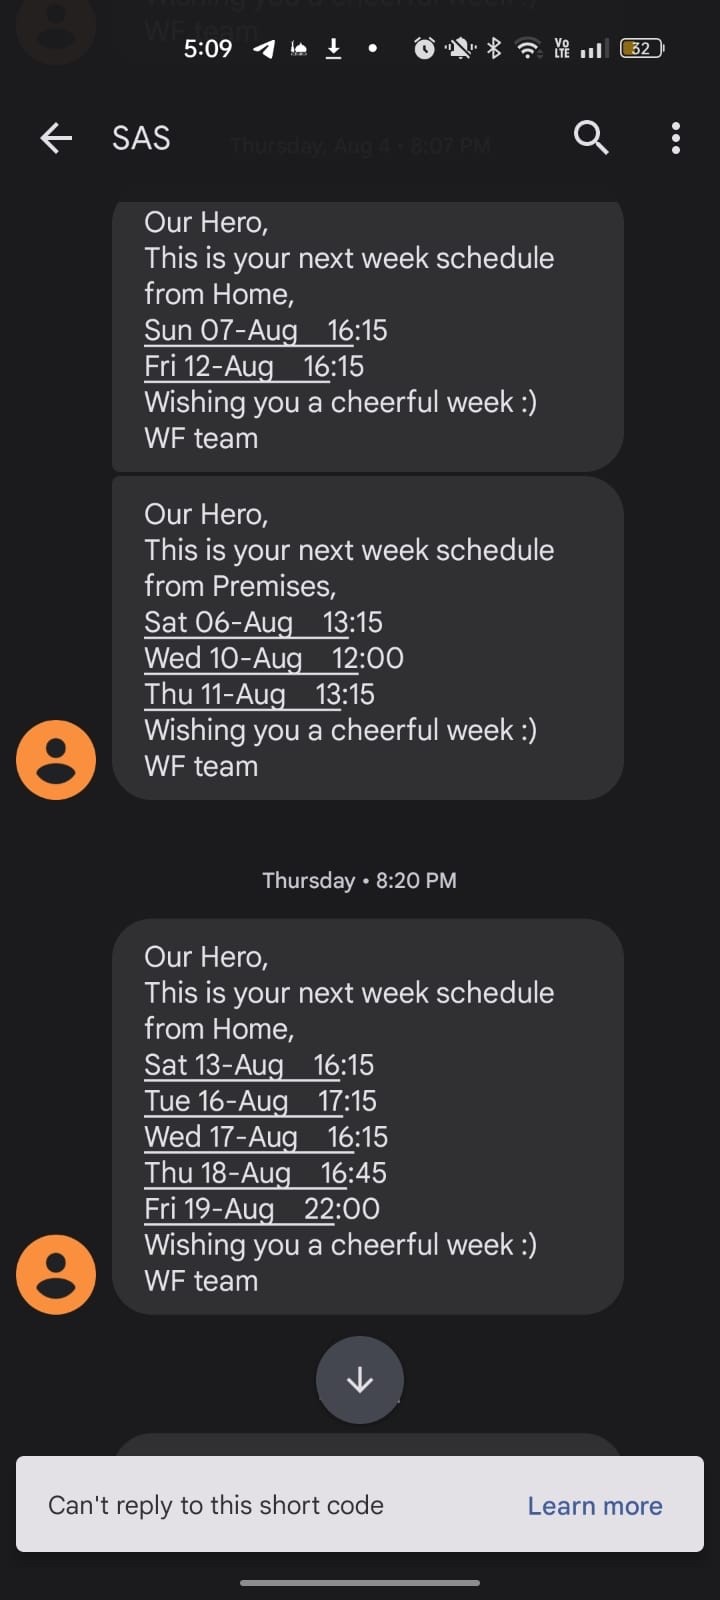 5:09
Vo
LTE
32
SAS
Thursday, Aug 4 • 8:07 PM
Our Hero,
This is your next week schedule
from Home,
Sun 07-Aug 16:15
Fri 12-Aug 16:15
Wishing you a cheerful week :)
WF team
Our Hero,
This is your next week schedule
from Premises,
Sat 06-Aug 13:15
Wed 10-Aug 12:00
Thu 11-Aug 13:15
Wishing you a cheerful week :)
WF team
Thursday • 8:20 PM
Our Hero,
This is your next week schedule
from Home,
Sat 13-Aug 16:15
Tue 16-Aug 17:15
Wed 17-Aug 16:15
Thu 18-Aug 16:45
Fri 19-Aug 22:00
Wishing you a cheerful week :)
WF team
Can't reply to this short code
Learn more